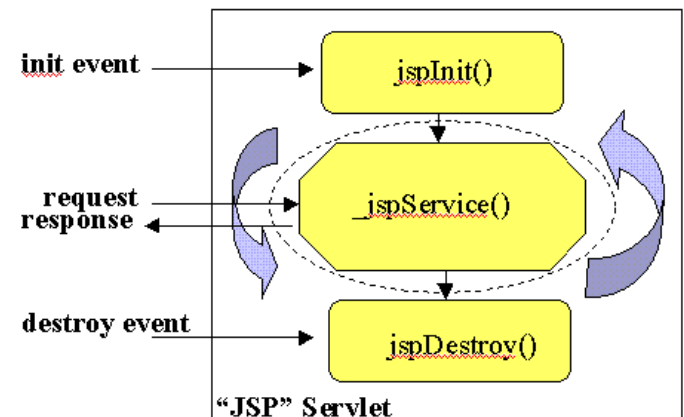 init event
jspInit()
request
response
_jspService()
destroy event
jspDestroy()
“JSP” Servlet